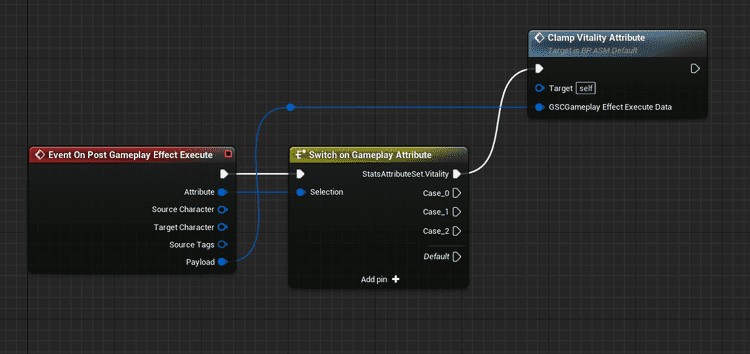 Clamp Vitality Attribute
Target is BP ASM Default
Target self
GSCGameplay Effect Execute Data
Event On Post Gameplay Effect Execute
Attribute
Source Character
Target Character
Source Tags
Payload
Switch on Gameplay Attribute
StatsAttributeSet.Vitality
Selection
Case_0
Case_1
Case_2
Default
Add pin